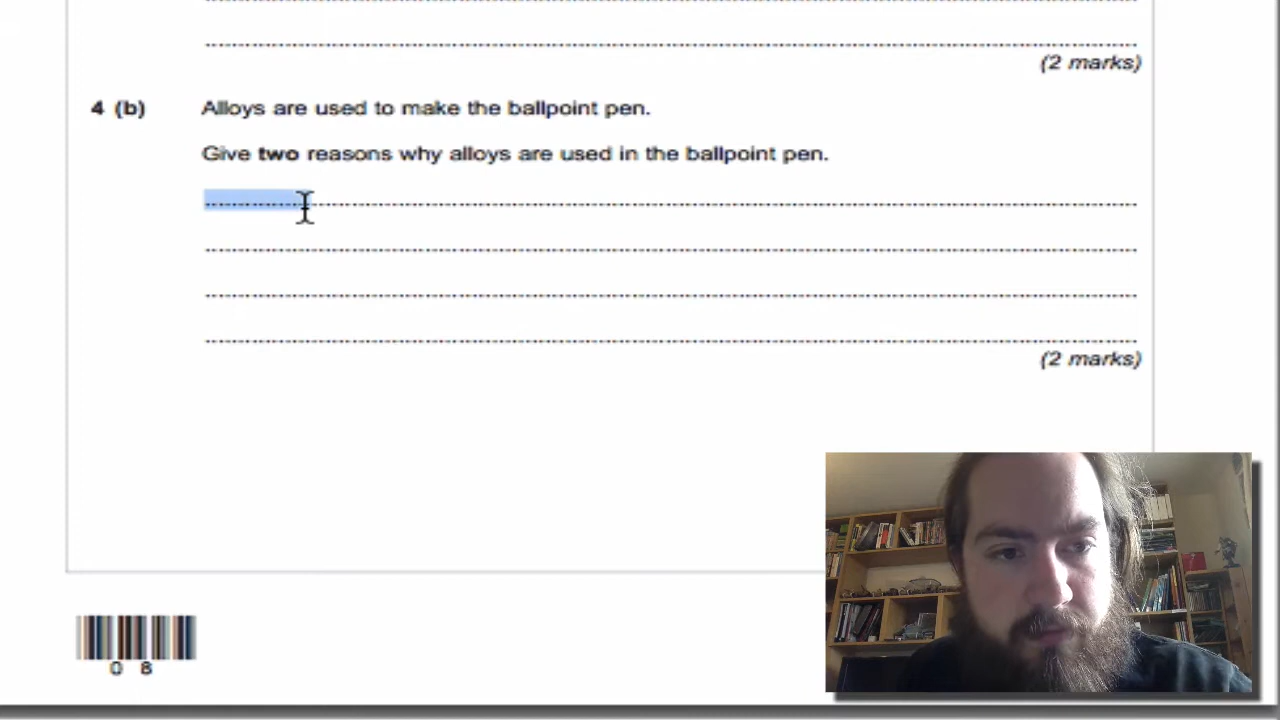 (2 marks)
4 (b) Alloys are used to make the ballpoint pen.
Give two reasons why alloys are used in the ballpoint pen.
(2 marks)
0 8